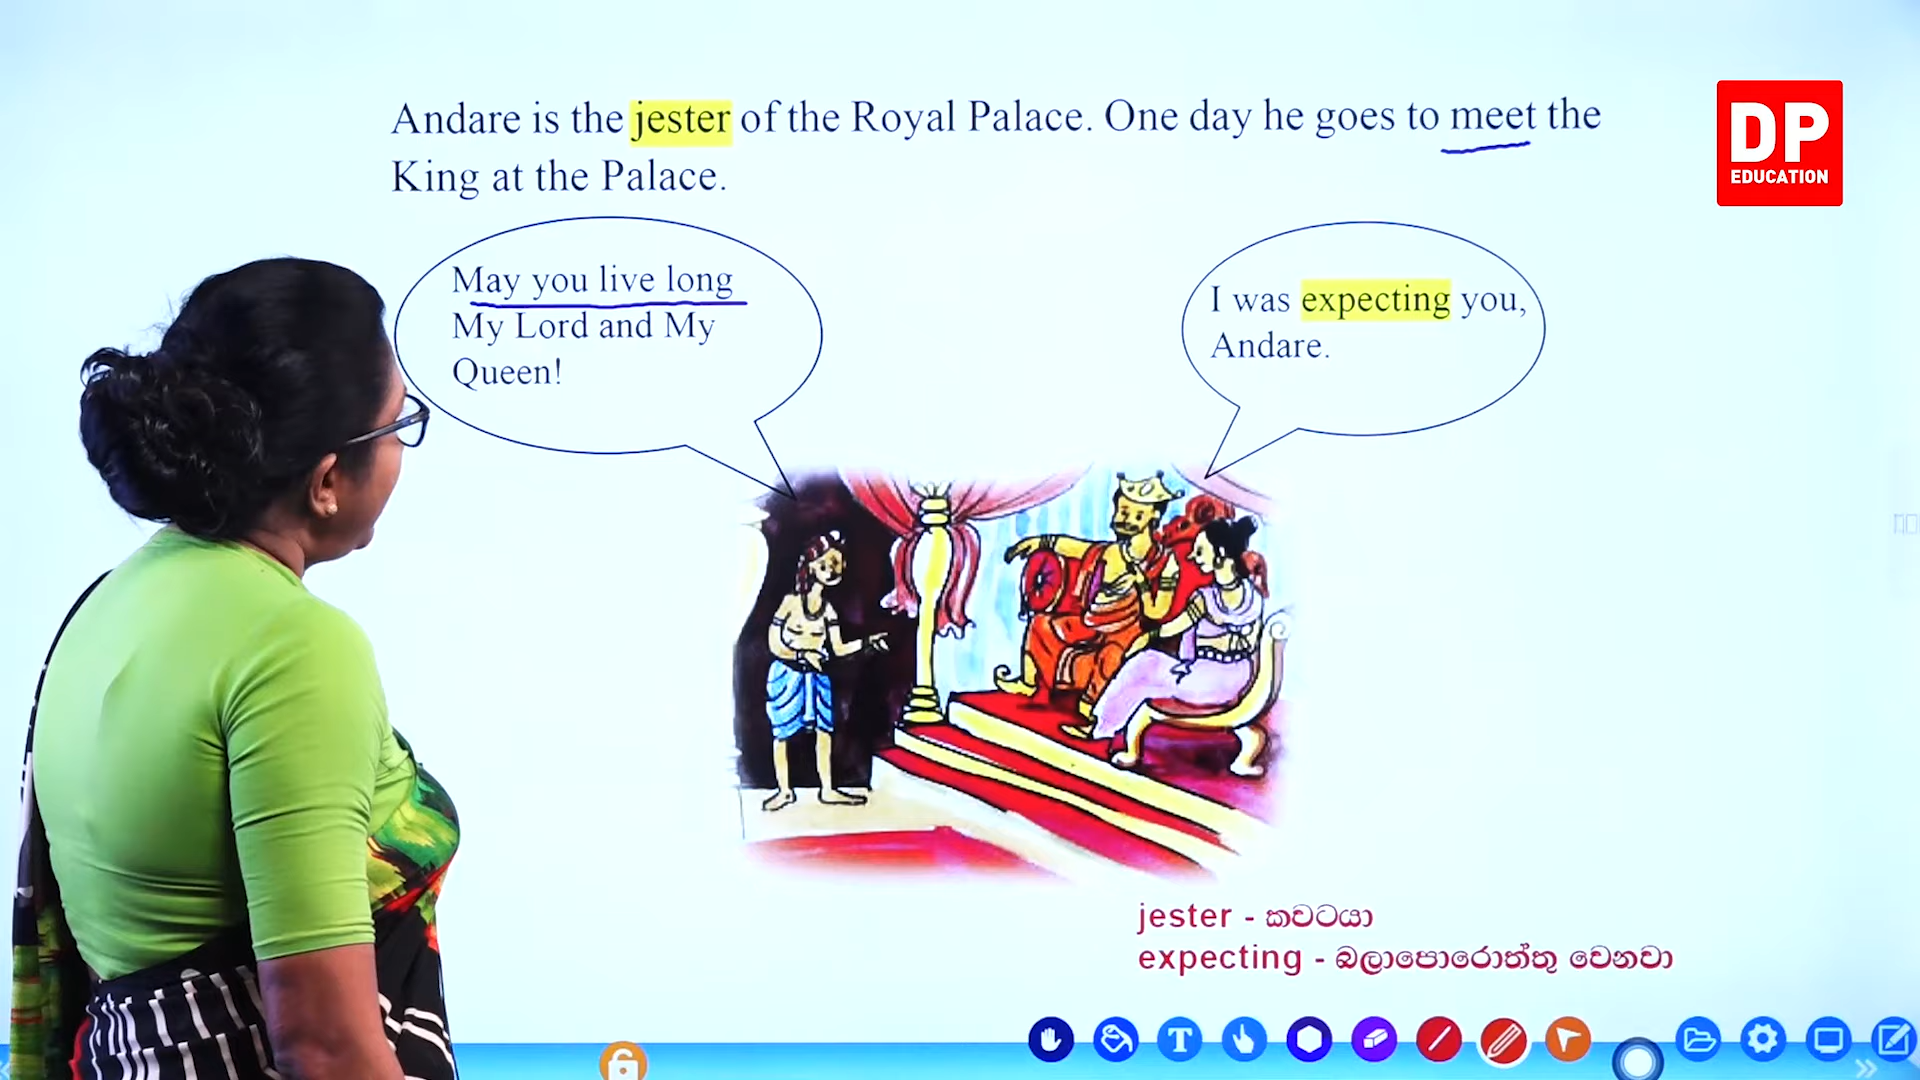 Andare is the jester of the Royal Palace. One day he goes to meet the
King at the Palace.
DP
EDUCATION
May you live long
My Lord and My
Queen!
I was expecting you,
Andare.
jester - කවටයා
expecting - බලාපොරොත්තු වෙනවා